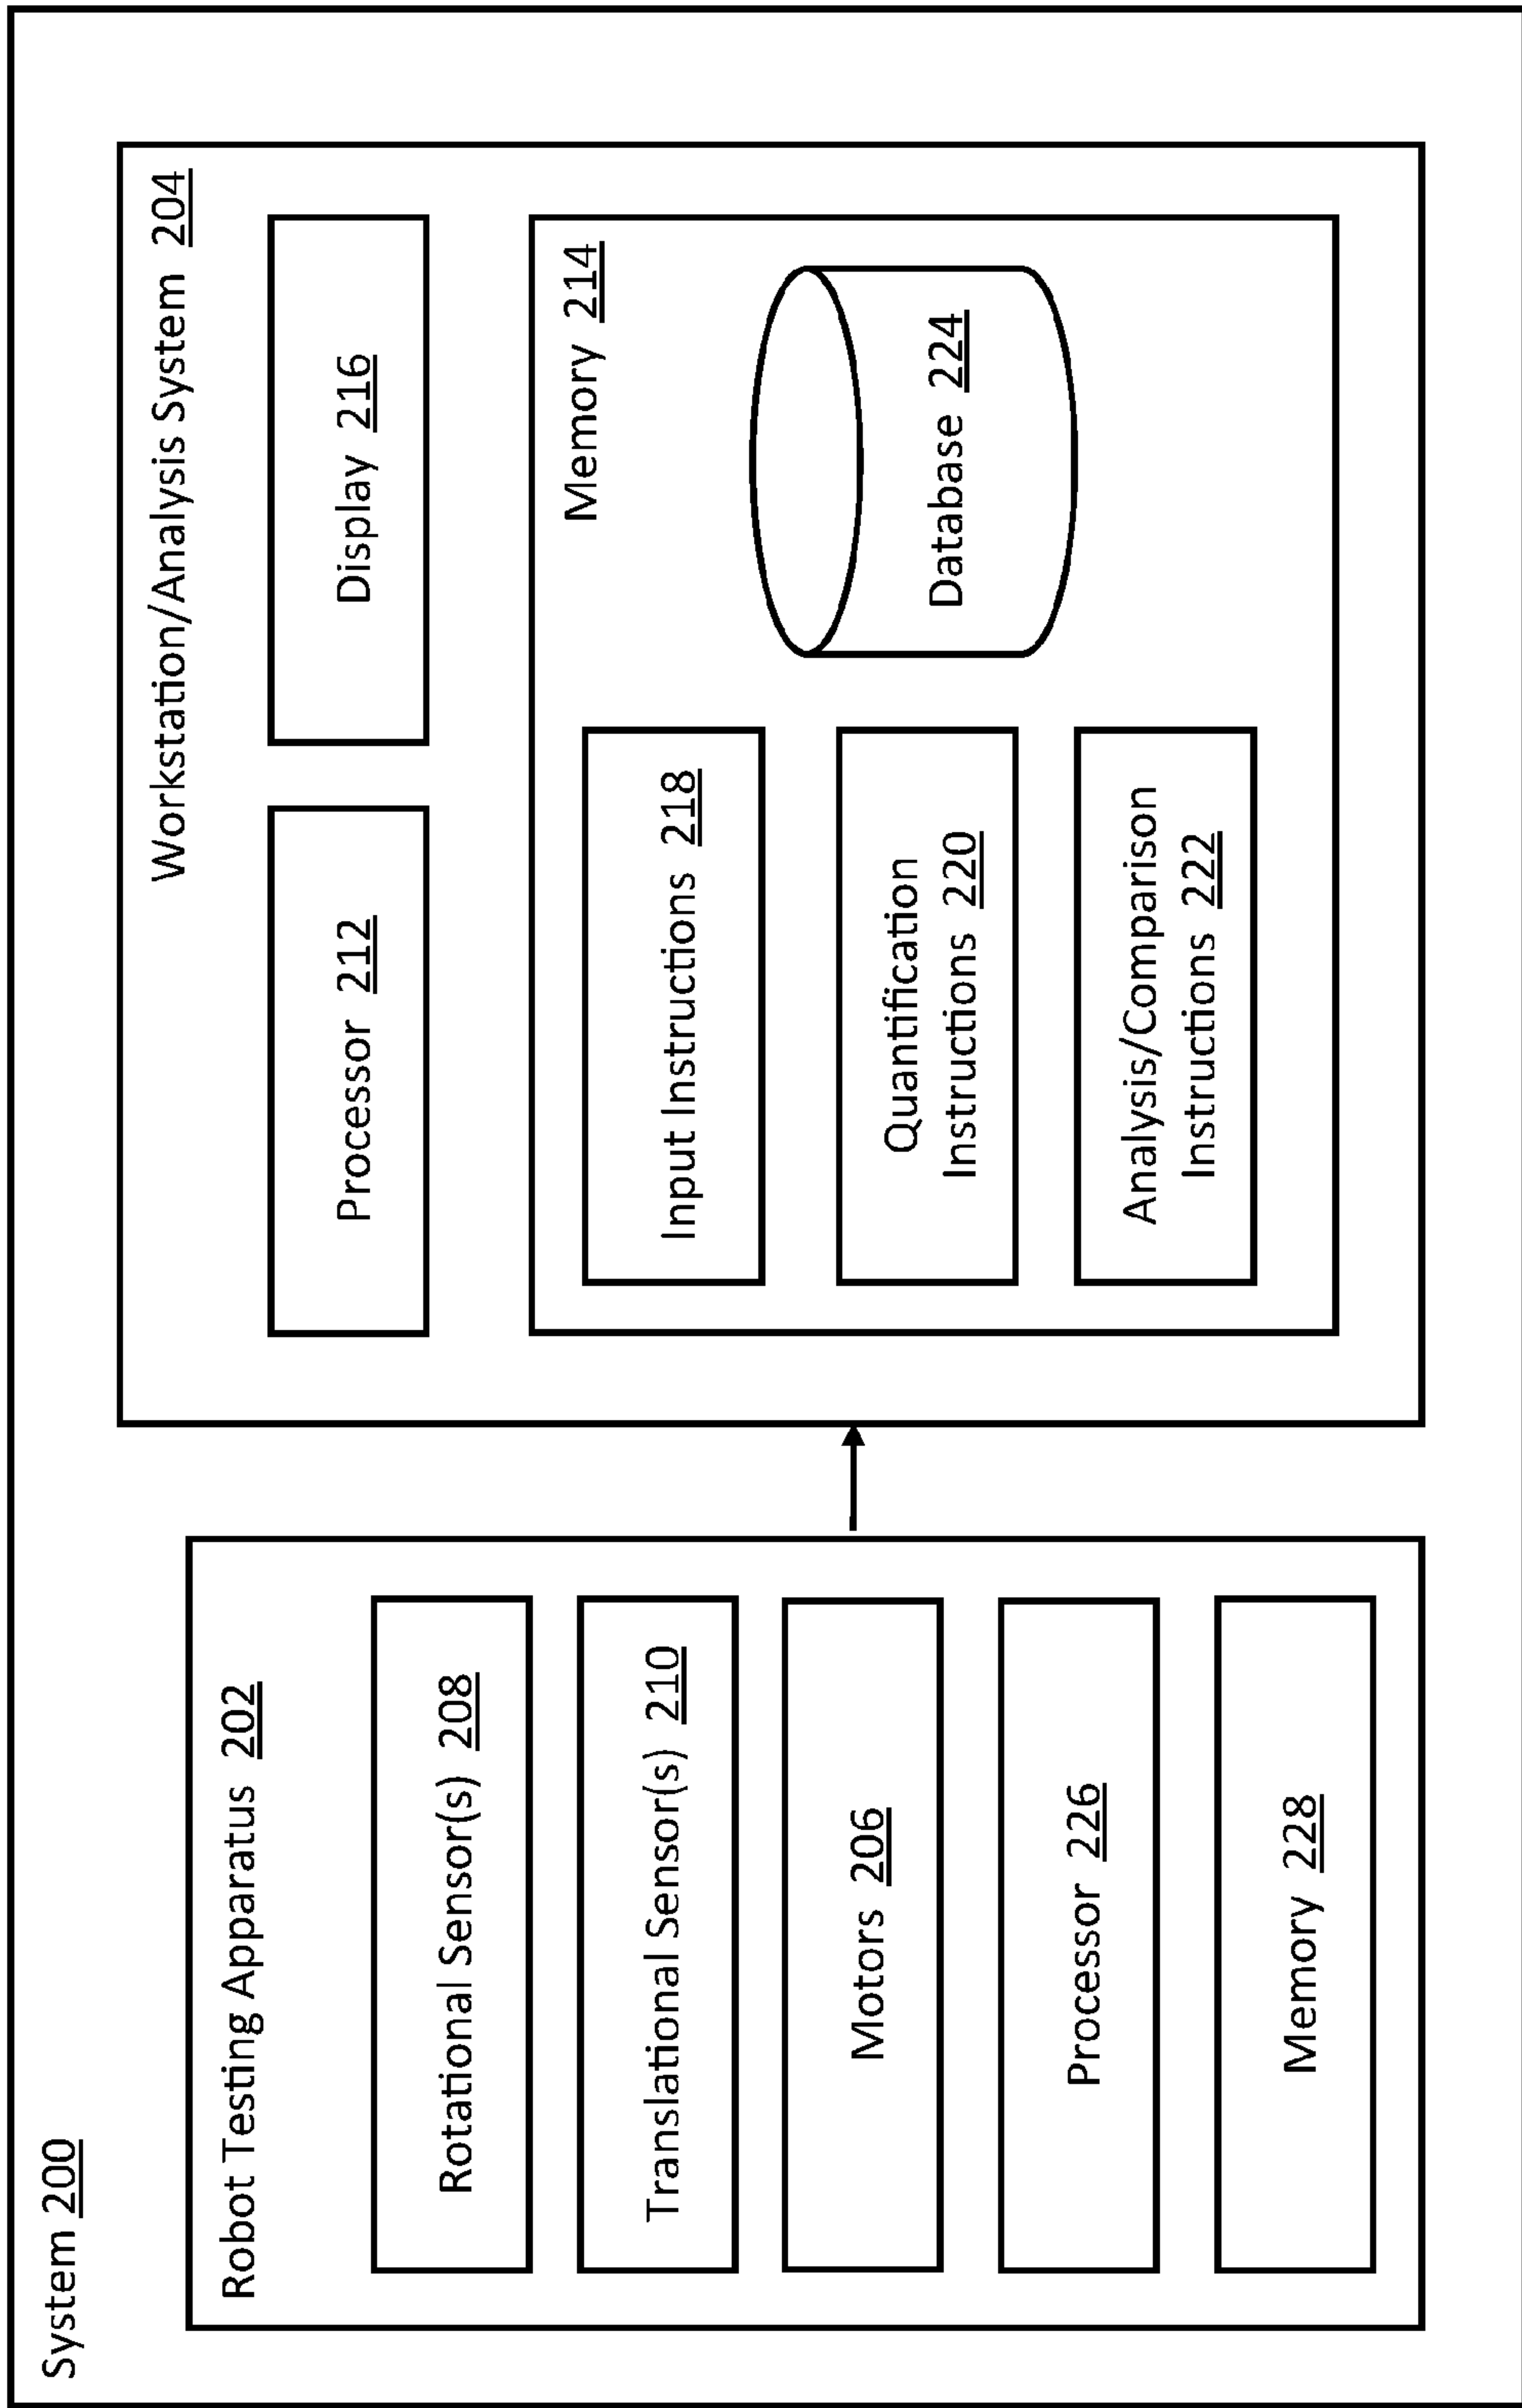 System 200
Robot Testing Apparatus 202
Rotational Sensor(s) 208
Translational Sensor(s) 210
Motors 206
Processor 226
Memory 228
Workstation/Analysis System 204
Processor 212
Display 216
Memory 214
Input Instructions 218
Quantification
Instructions 220
Analysis/Comparison
Instructions 222
Database 224